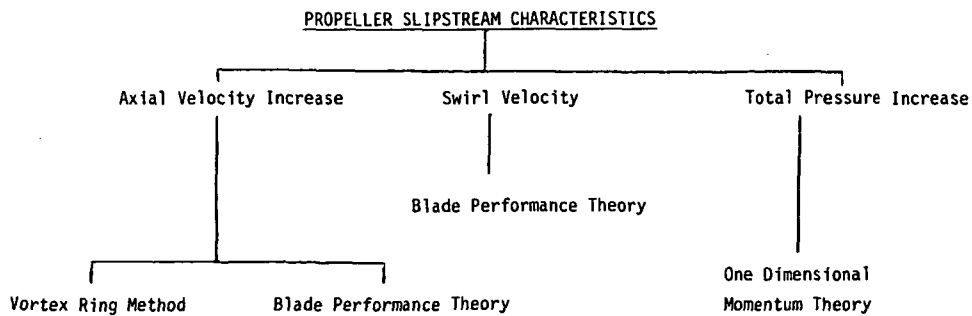 PROPELLER SLIPSTREAM CHARACTERISTICS
Axial Velocity Increase
Swirl Velocity
Total Pressure Increase
Blade Performance Theory
One Dimensional
Momentum Theory
Vortex Ring Method
Blade Performance Theory